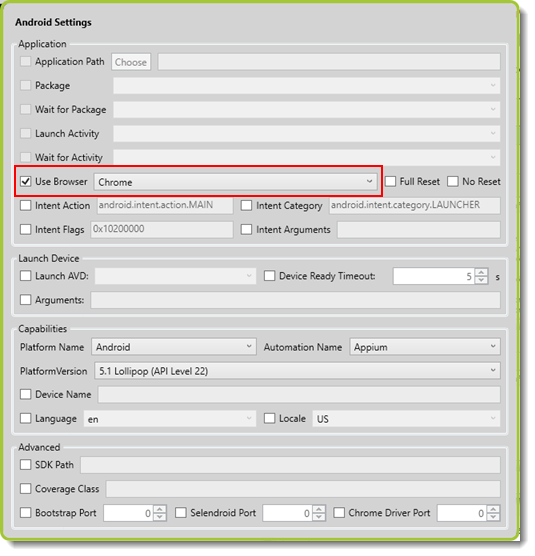 Android Settings
Application
Application Path Choose
Package
Wait for Package
Launch Activity
Wait for Activity
Use Browser Chrome Full Reset No Reset
Intent Action android.intent.action.MAIN Intent Category android.intent.category.LAUNCHER
Intent Flags 0x10200000 Intent Arguments
Launch Device
Launch AVD: Device Ready Timeout: 5 s
Arguments:
Capabilities
Platform Name Android Automation Name Appium
PlatformVersion 5.1 Lollipop (API Level 22)
Device Name
Language en Locale US
Advanced
SDK Path
Coverage Class
Bootstrap Port 0 Selendroid Port 0 Chrome Driver Port 0